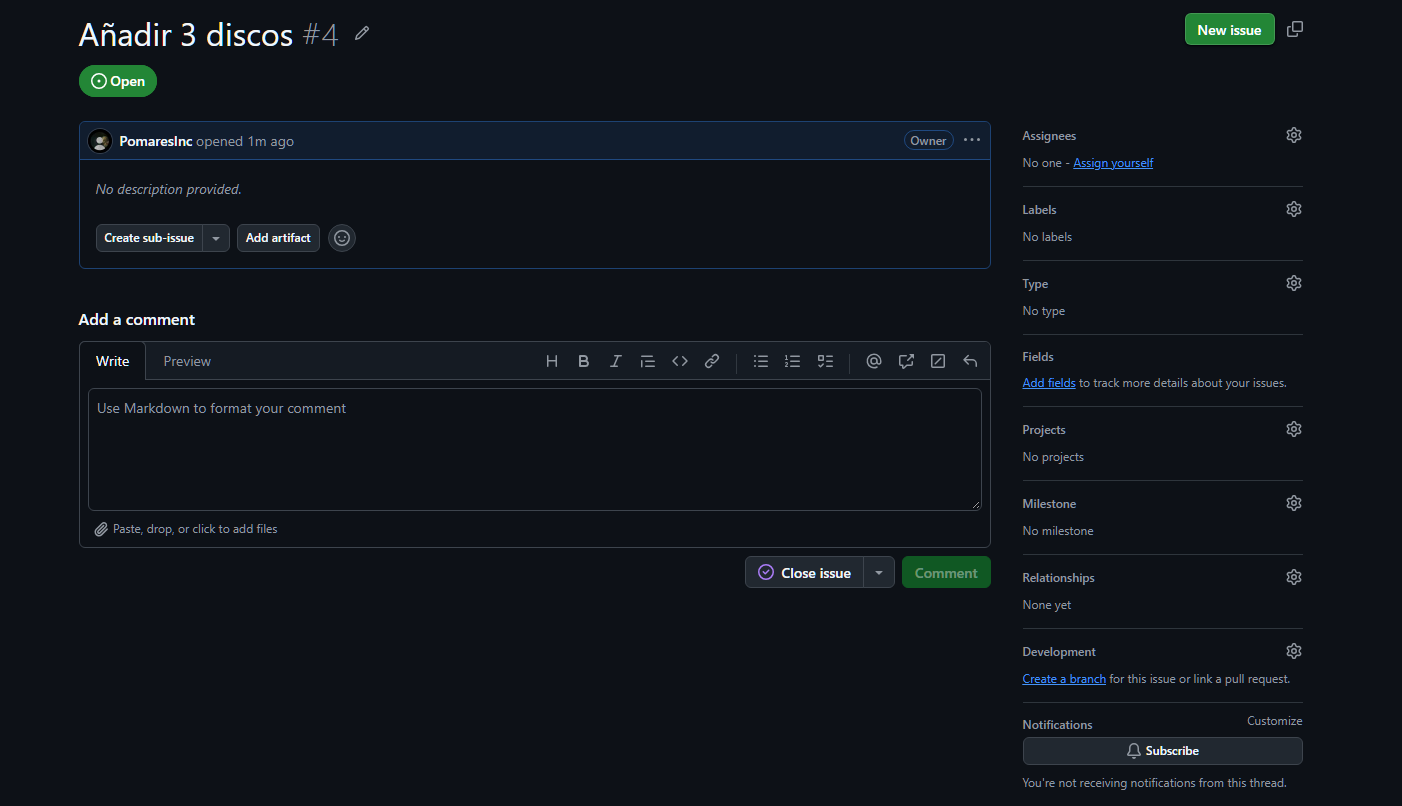 Añadir 3 discos #4
New issue
Open
PomaresInc opened 1m ago
Owner
No description provided.
Create sub-issue
Add artifact
Add a comment
Write
Preview
Use Markdown to format your comment
Paste, drop, or click to add files
Close issue
Comment
Assignees
No one - Assign yourself
Labels
No labels
Type
No type
Fields
Add fields to track more details about your issues.
Projects
No projects
Milestone
No milestone
Relationships
None yet
Development
Create a branch for this issue or link a pull request.
Notifications
Customize
Subscribe
You're not receiving notifications from this thread.